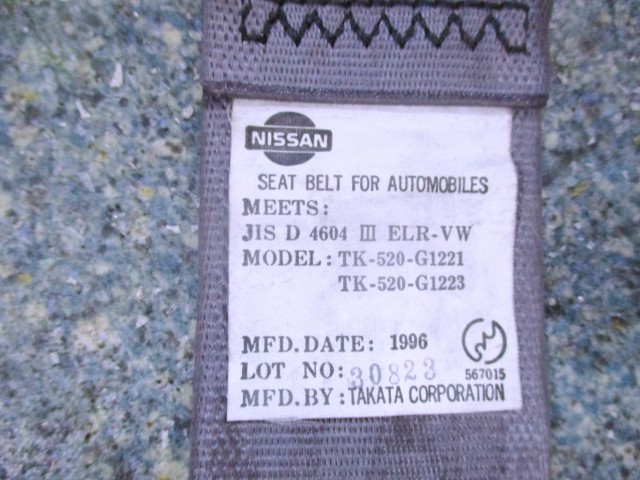 NISSAN
SEAT BELT FOR AUTOMOBILES
MEETS:
JIS D 4604 III ELR-VW
MODEL: TK-520-G1221
TK-520-G1223
MFD.DATE: 1996
LOT NO: 30823
567015
MFD.BY: TAKATA CORPORATION